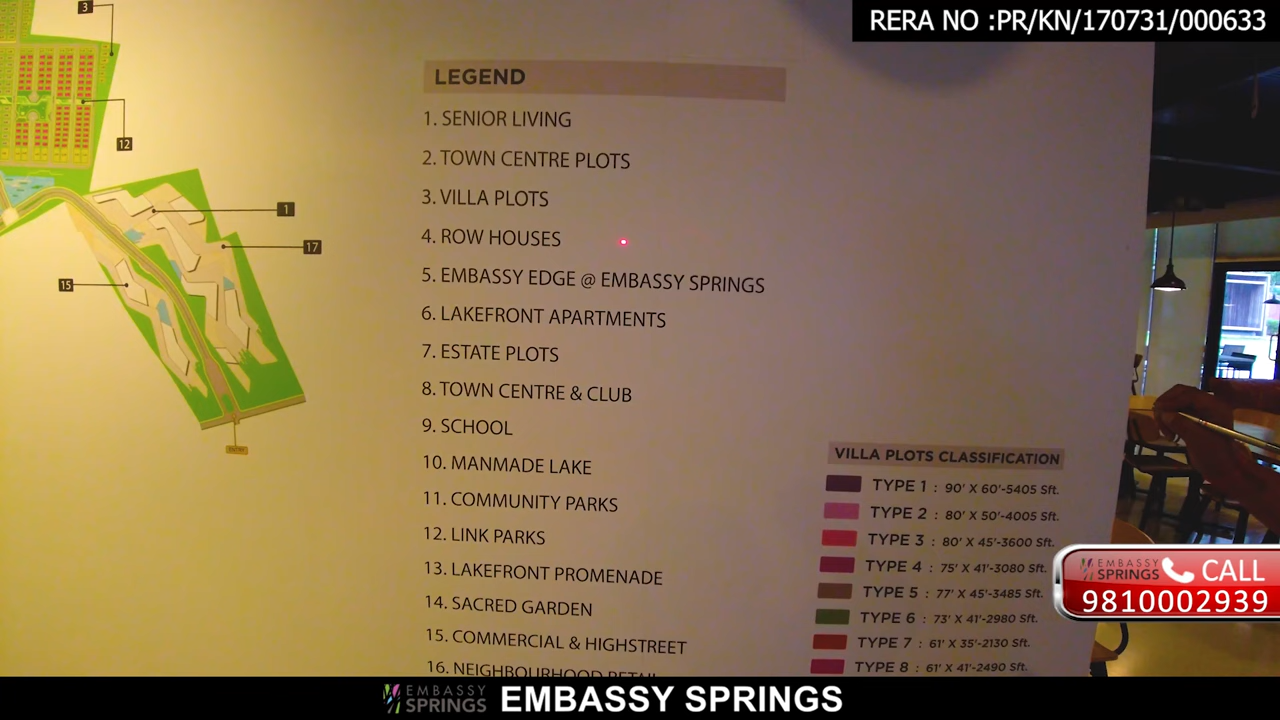 RERA NO :PR/KN/170731/000633
3
12
1
17
15
LEGEND
1. SENIOR LIVING
2. TOWN CENTRE PLOTS
3. VILLA PLOTS
4. ROW HOUSES
5. EMBASSY EDGE @ EMBASSY SPRINGS
6. LAKEFRONT APARTMENTS
7. ESTATE PLOTS
8. TOWN CENTRE & CLUB
9. SCHOOL
10. MANMADE LAKE
11. COMMUNITY PARKS
12. LINK PARKS
13. LAKEFRONT PROMENADE
14. SACRED GARDEN
15. COMMERCIAL & HIGHSTREET
16. NEIGHBOURHOOD RETAIL
VILLA PLOTS CLASSIFICATION
TYPE 1 : 90' X 60'-5405 Sft.
TYPE 2 : 80' X 50'-4005 Sft.
TYPE 3 : 80' X 45'-3600 Sft.
TYPE 4 : 75' X 41'-3080 Sft.
TYPE 5 : 77' X 45'-3485 Sft.
TYPE 6 : 73' X 41'-2980 Sft.
TYPE 7 : 61' X 35'-2130 Sft.
TYPE 8 : 61' X 41'-2490 Sft.
EMBASSY
SPRINGS
CALL
9810002939
EMBASSY
SPRINGS
EMBASSY SPRINGS